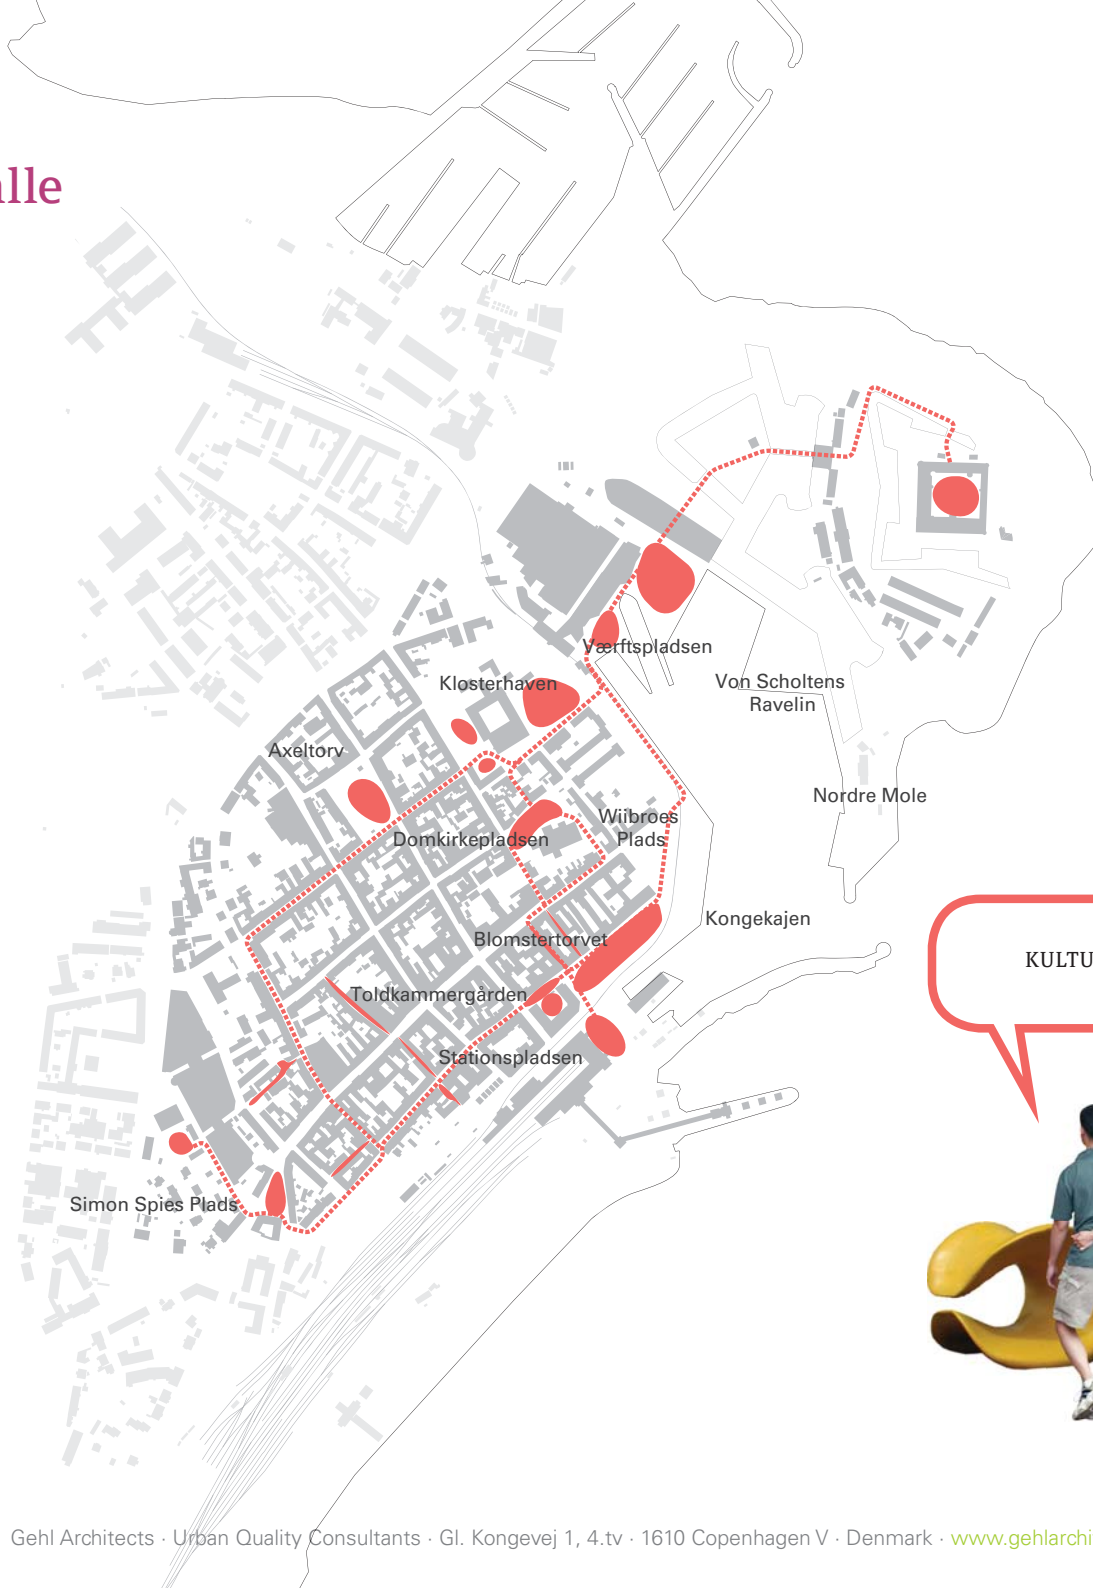 alle
Værftspladsen
Klosterhaven
Von Scholtens
Ravelin
Axeltorv
Nordre Mole
Wiibroes
Plads
Domkirkepladsen
Kongekajen
Blomstertorvet
KULTU
Toldkammergården
Stationspladsen
Simon Spies Plads
Gehl Architects · Urban Quality Consultants · Gl. Kongevej 1, 4.tv · 1610 Copenhagen V · Denmark · www.gehlarchi